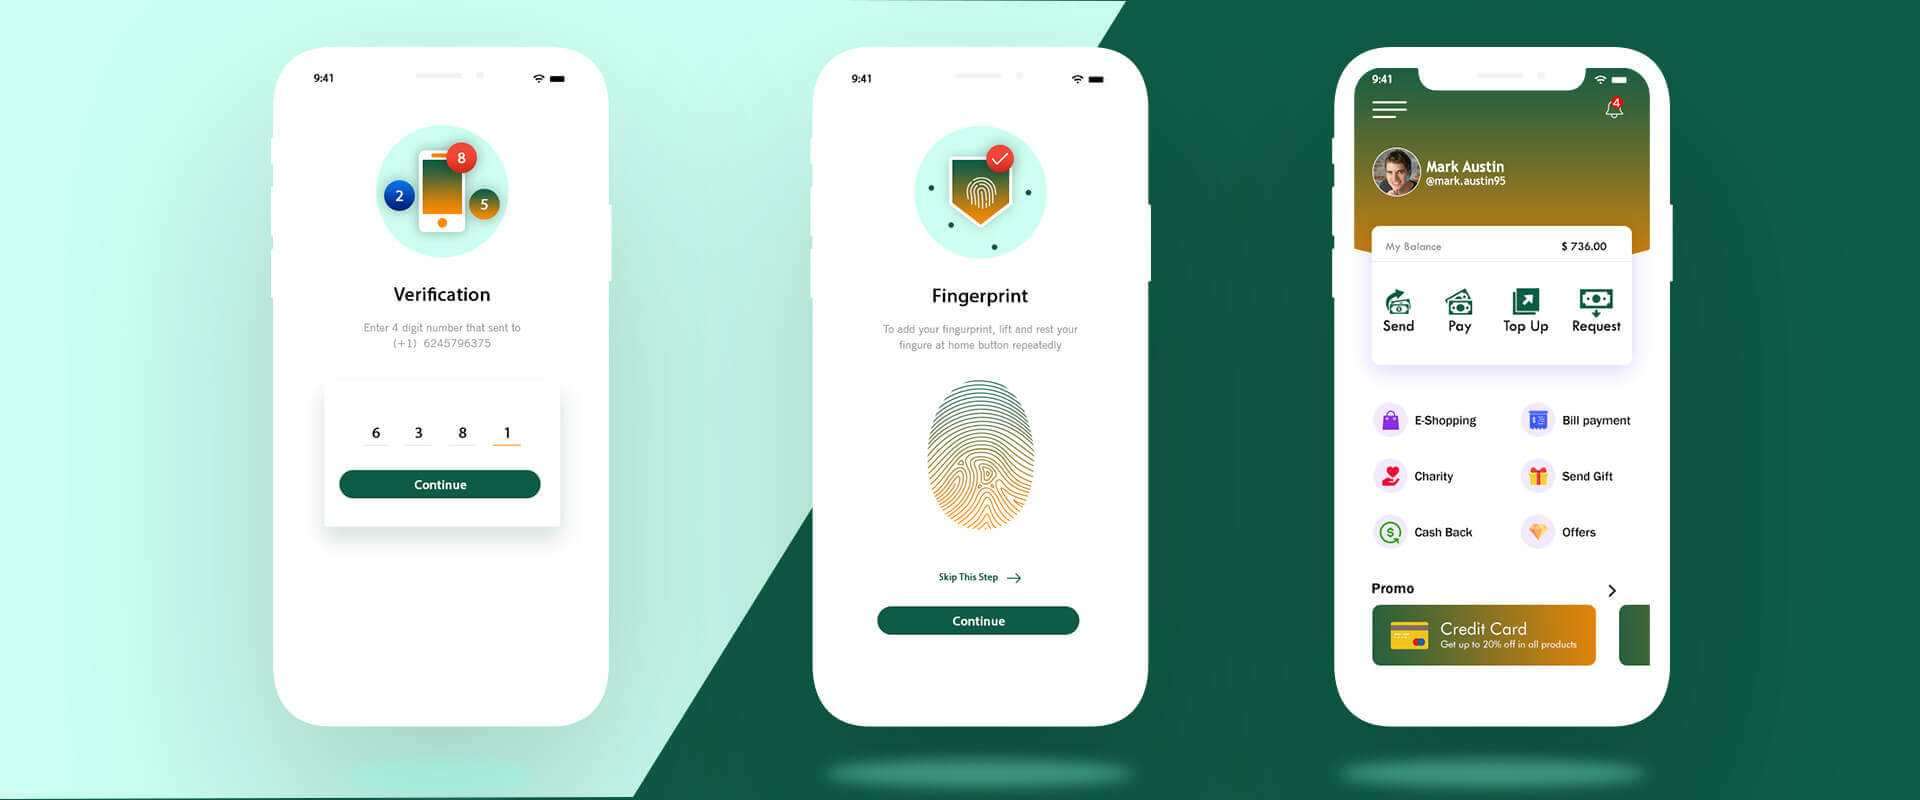 9:41
8
2
5
Verification
Enter 4 digit number that sent to
(+1) 6245796375
6 3 8 1
Continue
9:41
Fingerprint
To add your fingurprint, lift and rest your
fingure at home button repeatedly
Skip This Step
Continue
9:41
4
Mark Austin
@mark.austin95
My Balance $ 736.00
Send Pay Top Up Request
E-Shopping Bill payment
Charity Send Gift
Cash Back Offers
Promo
Credit Card
Get up to 20% off in all products